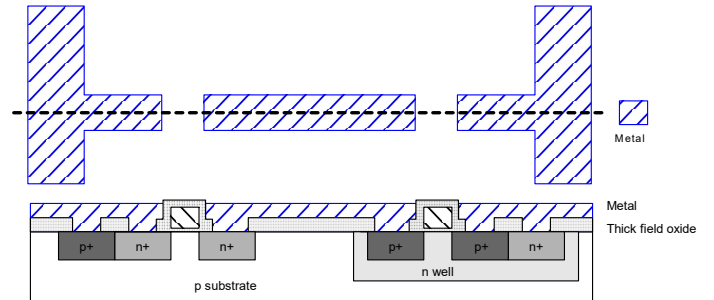 Metal
Metal
Thick field oxide
p+
n+
n+
p+
p+
n+
n well
p substrate